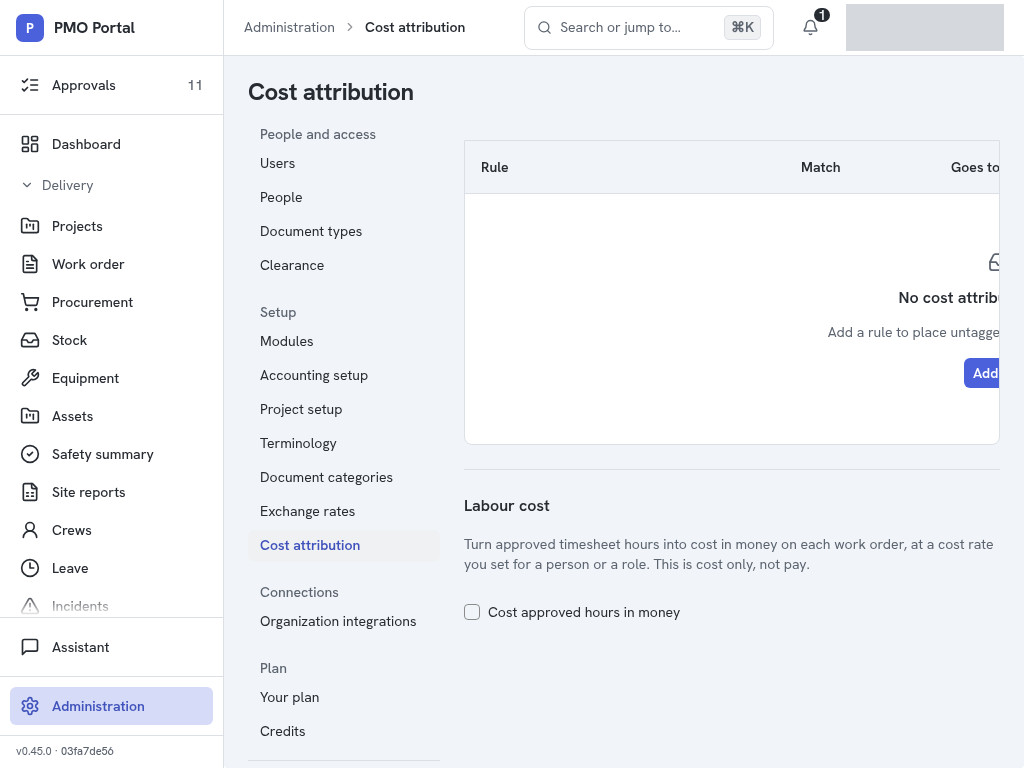 P PMO Portal
Administration > Cost attribution
Search or jump to... ⌘K
1
Approvals 11
Dashboard
Delivery
Projects
Work order
Procurement
Stock
Equipment
Assets
Safety summary
Site reports
Crews
Leave
Incidents
Assistant
Administration
v0.45.0 · 03fa7de56
Cost attribution
People and access
Users
People
Document types
Clearance
Setup
Modules
Accounting setup
Project setup
Terminology
Document categories
Exchange rates
Cost attribution
Connections
Organization integrations
Plan
Your plan
Credits
Rule Match Goes to
No cost attrib
Add a rule to place untagge
Add
Labour cost
Turn approved timesheet hours into cost in money on each work order, at a cost rate
you set for a person or a role. This is cost only, not pay.
Cost approved hours in money